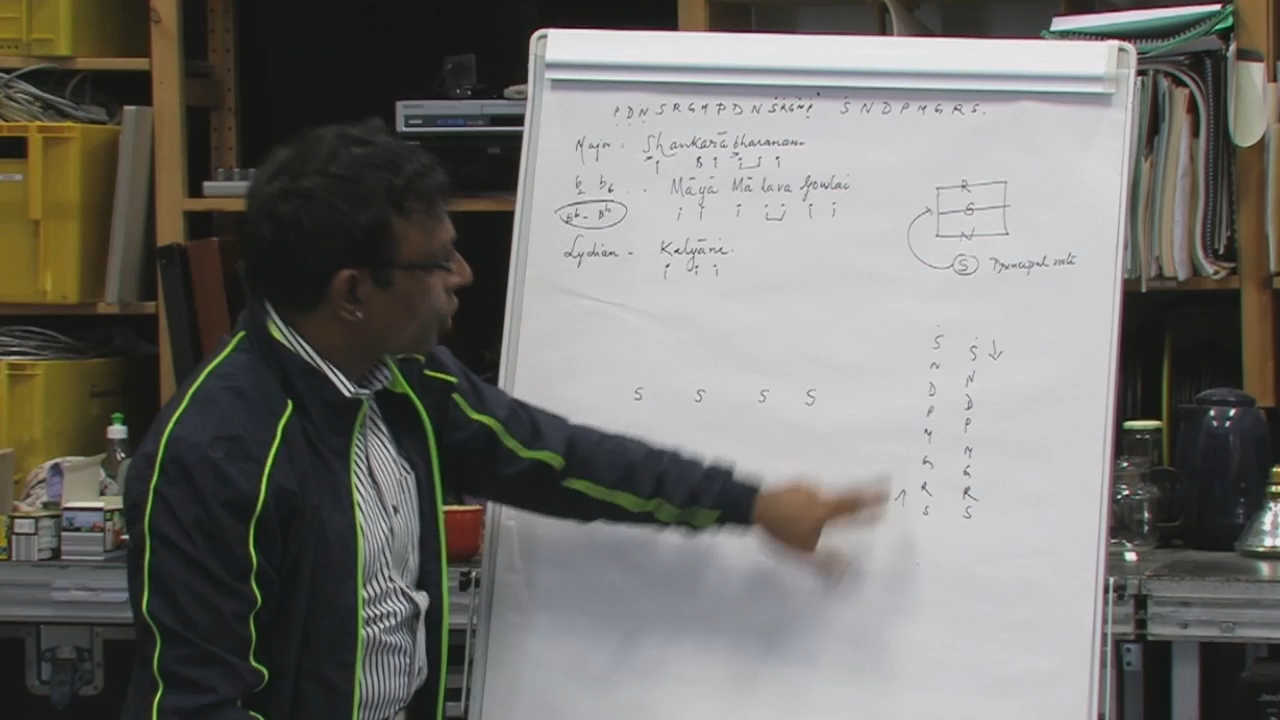 P D N S R G M P D N S R G M P S N D P M G R S.
Major : Shankarābharanam
b2 b6 . . Māyā Mālava Gowlai
Eb - Bb
Lydian - Kalyāni.
R
S
N
S Principal note
S S S S
Ṡ
N
D
P
M
G
R
S
Ṡ ↓
N
D
P
M
G
R
S
↑